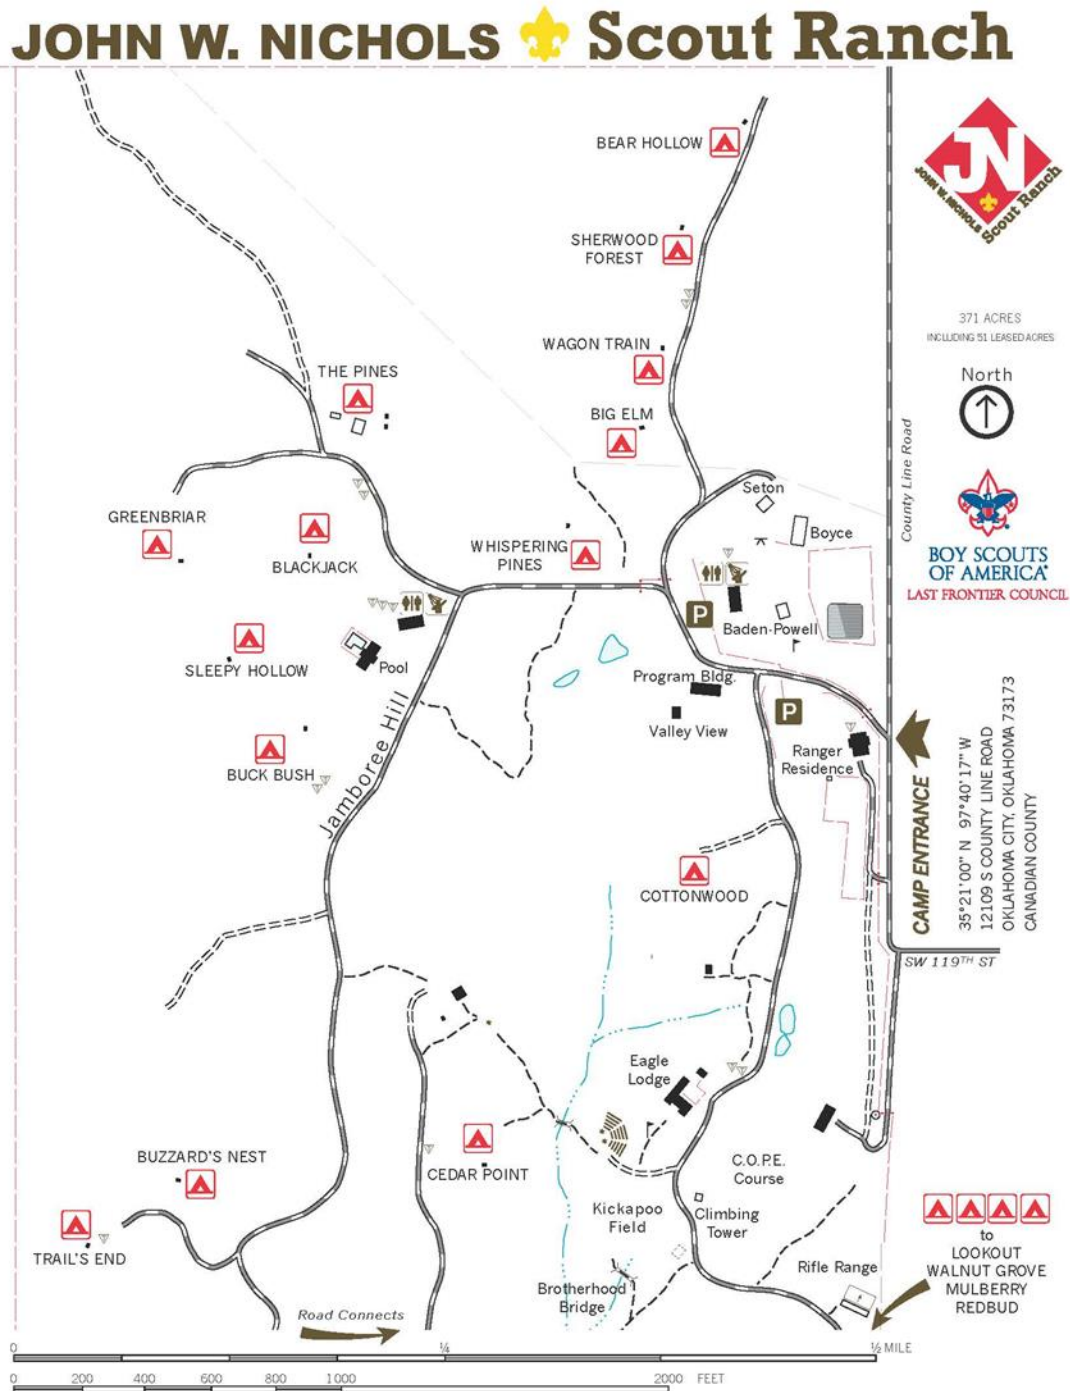 JOHN W. NICHOLS Scout Ranch
BEAR HOLLOW
JN
JOHN W. NICHOLS Scout Ranch
SHERWOOD
FOREST
371 ACRES
INCLUDING 51 LEASED ACRES
WAGON TRAIN
THE PINES
North
BIG ELM
County Line Road
Seton
GREENBRIAR
Boyce
BLACKJACK
WHISPERING
PINES
BOY SCOUTS
OF AMERICA®
LAST FRONTIER COUNCIL
P
Baden-Powell
SLEEPY HOLLOW
Pool
Program Bldg.
P
Valley View
Ranger
Residence
BUCK BUSH
Jamboree Hill
CAMP ENTRANCE
35°21'00" N 97°40'17" W
12109 S COUNTY LINE ROAD
OKLAHOMA CITY, OKLAHOMA 73173
CANADIAN COUNTY
COTTONWOOD
SW 119TH ST
Eagle
Lodge
BUZZARD'S NEST
CEDAR POINT
C.O.P.E.
Course
Kickapoo
Field
Climbing
Tower
TRAIL'S END
Rifle Range
Brotherhood
Bridge
to
LOOKOUT
WALNUT GROVE
MULBERRY
REDBUD
Road Connects
0 ¼ ½ MILE
0 200 400 600 800 1000 2000 FEET